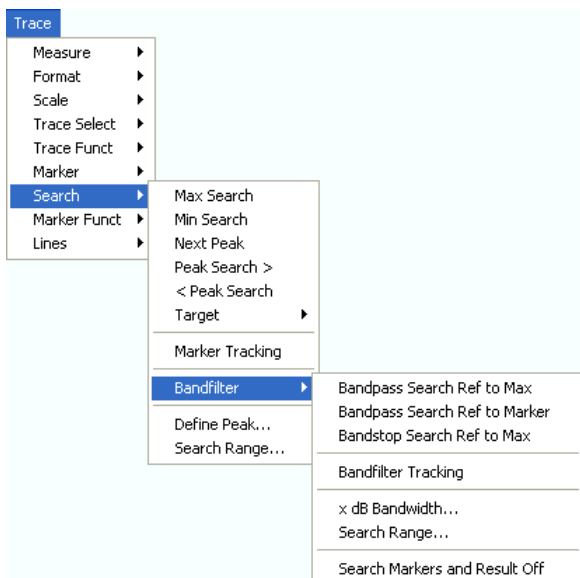 Trace
Measure
Format
Scale
Trace Select
Trace Funct
Marker
Search
Marker Funct
Lines
Max Search
Min Search
Next Peak
Peak Search >
< Peak Search
Target
Marker Tracking
Bandfilter
Define Peak...
Search Range...
Bandpass Search Ref to Max
Bandpass Search Ref to Marker
Bandstop Search Ref to Max
Bandfilter Tracking
x dB Bandwidth...
Search Range...
Search Markers and Result Off